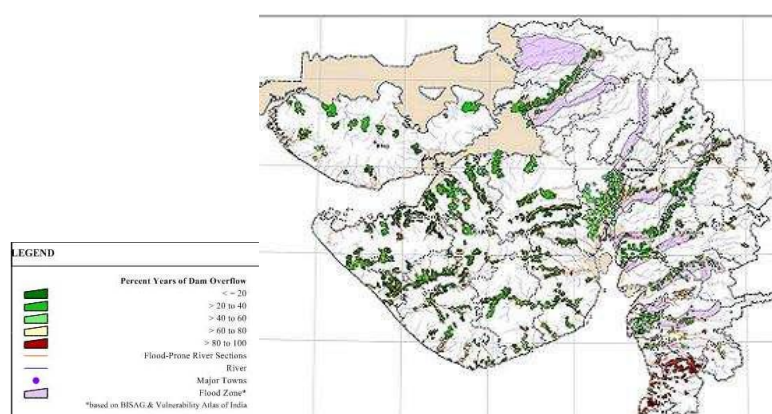 LEGEND
Percent Years of Dam Overflow
< = 20
> 20 to 40
> 40 to 60
> 60 to 80
> 80 to 100
Flood-Prone River Sections
River
Major Towns
Flood Zone*
*based on BISAG & Vulnerability Atlas of India